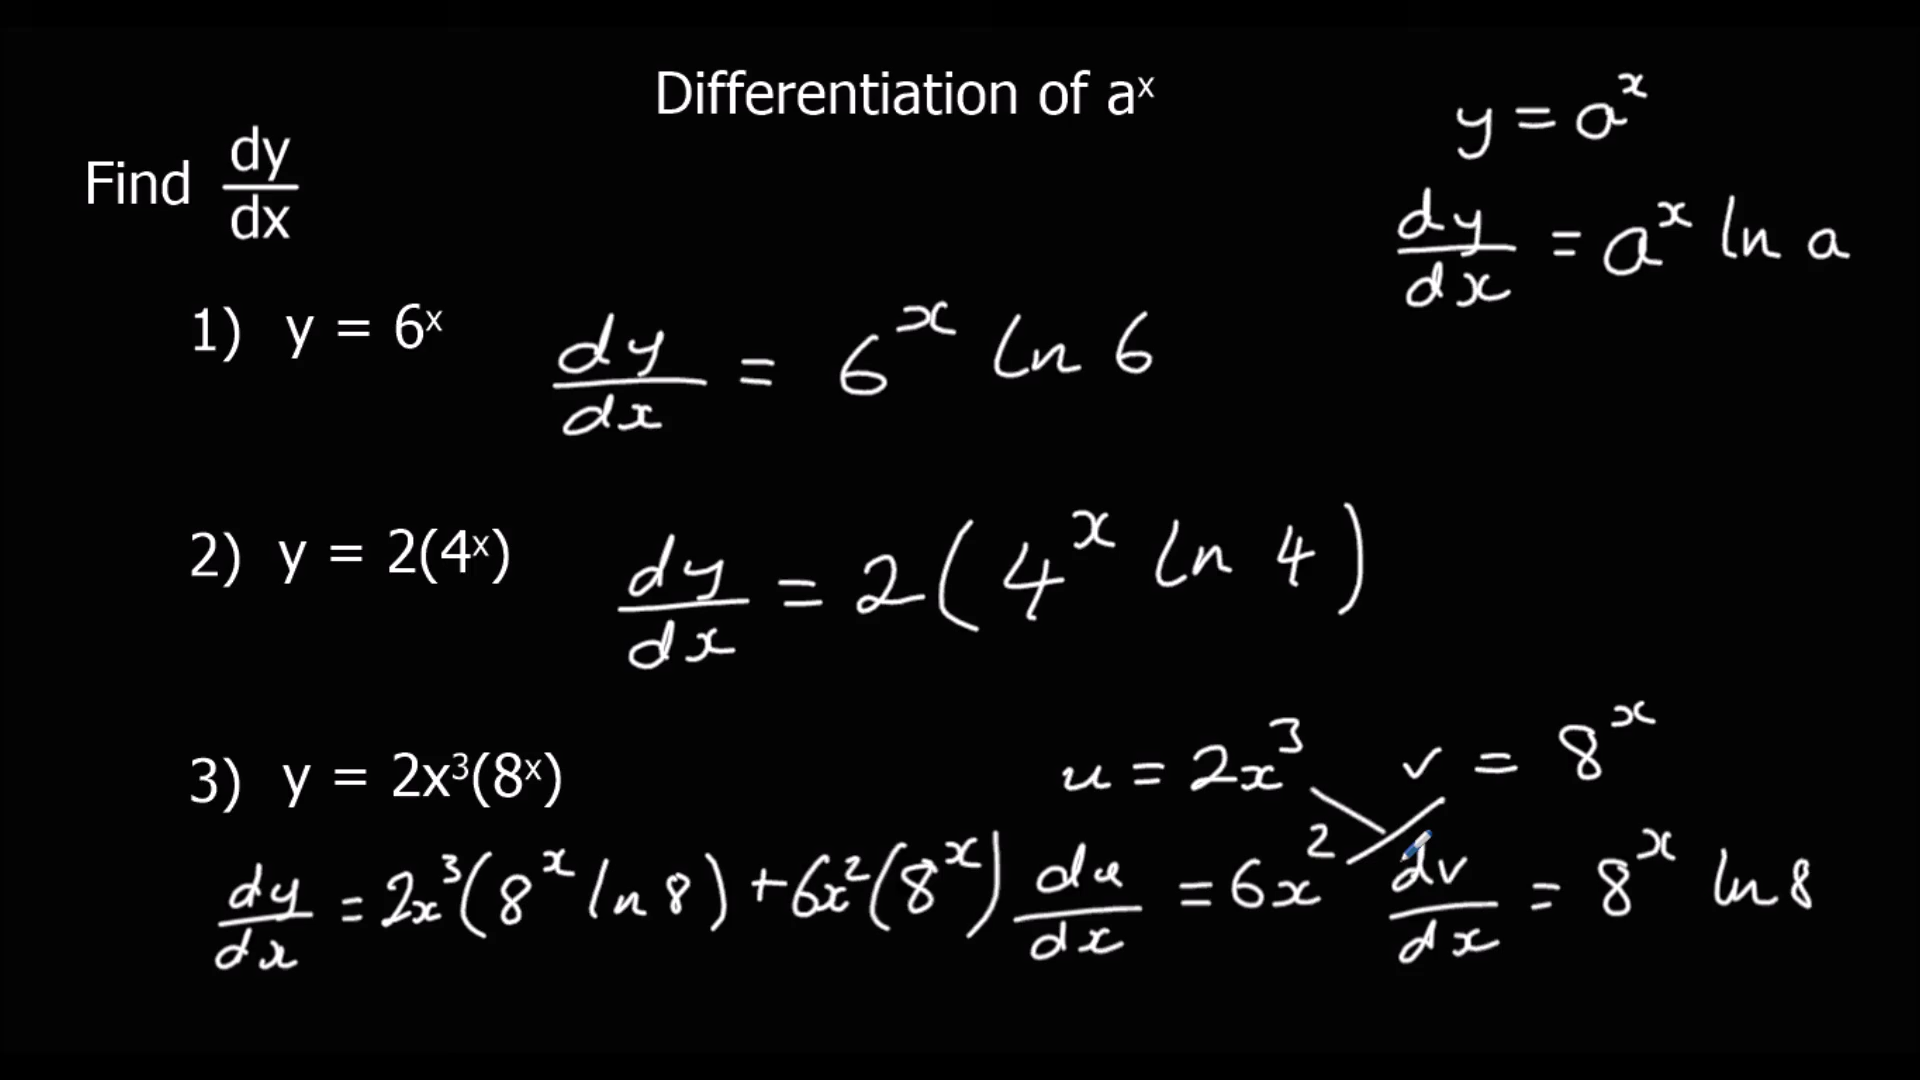 Differentiation of aˣ
y = aˣ
Find dy/dx
dy/dx = aˣ ln a
1) y = 6ˣ
dy/dx = 6ˣ ln 6
2) y = 2(4ˣ)
dy/dx = 2(4ˣ ln 4)
3) y = 2x³(8ˣ)
u = 2x³ v = 8ˣ
dy/dx = 2x³(8ˣ ln 8) + 6x²(8ˣ)
du/dx = 6x² dv/dx = 8ˣ ln 8